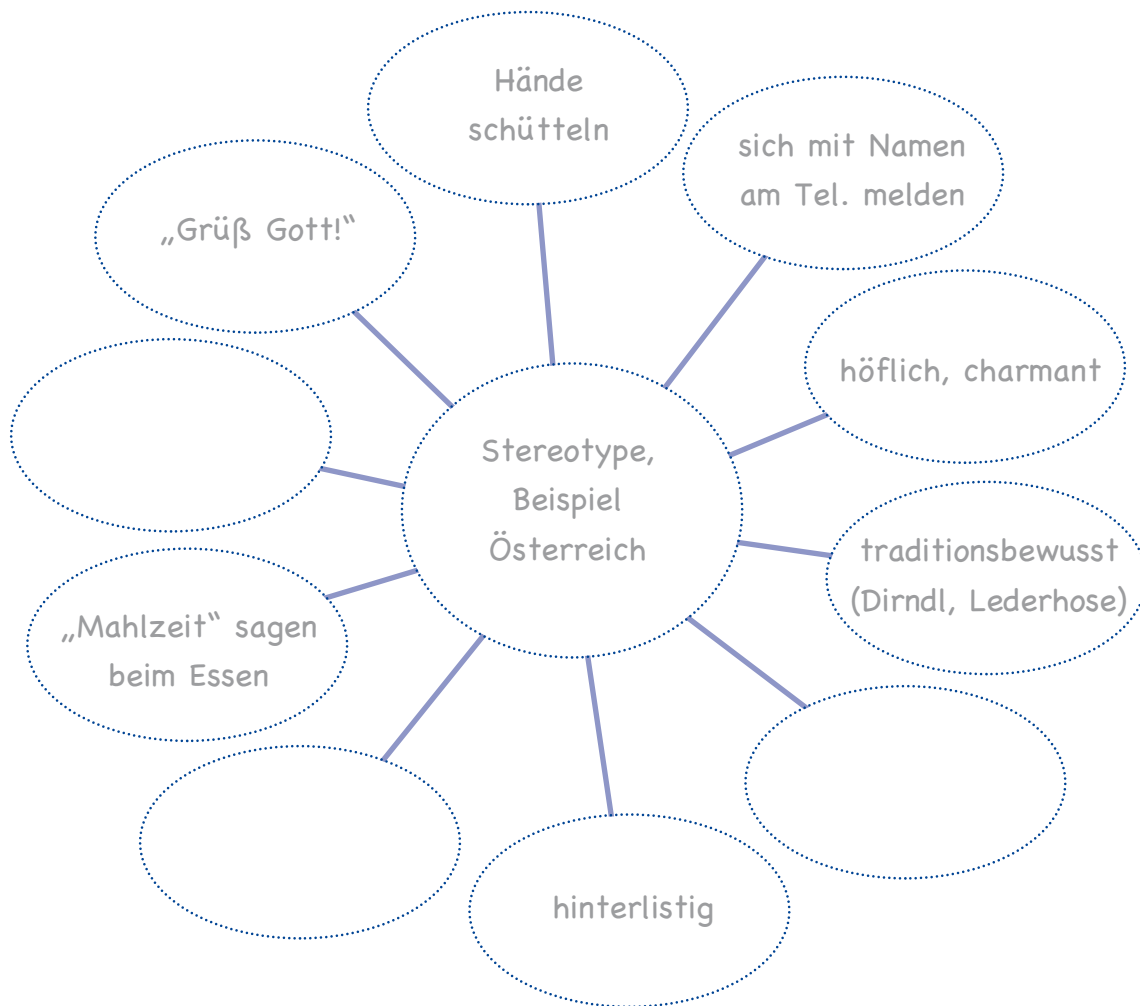 Hände
schütteln
sich mit Namen
am Tel. melden
„Grüß Gott!“
höflich, charmant
Stereotype,
Beispiel
Österreich
traditionsbewusst
(Dirndl, Lederhose)
„Mahlzeit“ sagen
beim Essen
hinterlistig